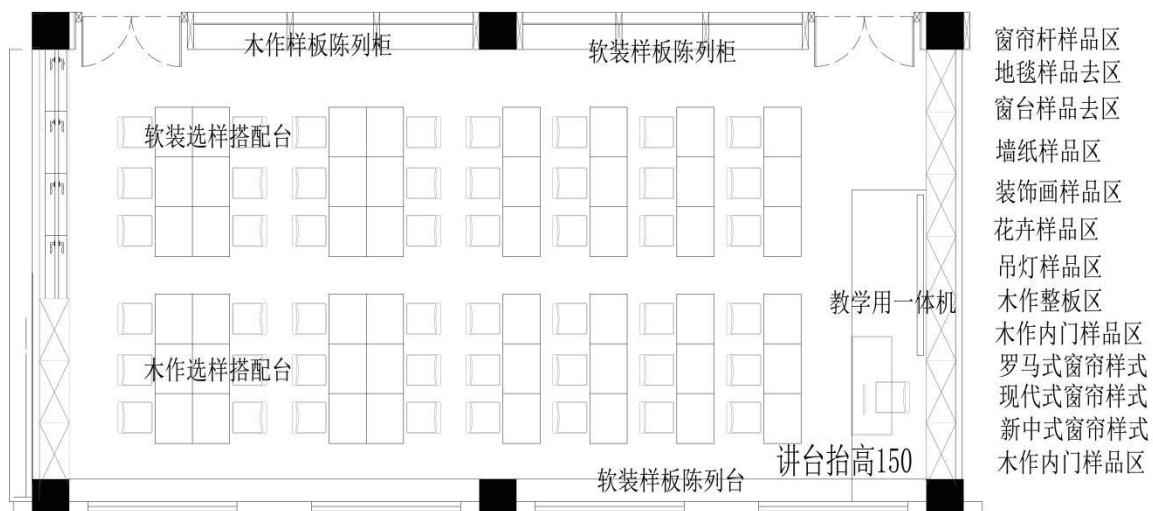 木作样板陈列柜
软装样板陈列柜
软装选样搭配台
教学用一体机
木作选样搭配台
讲台抬高150
软装样板陈列台
窗帘杆样品区
地毯样品去区
窗台样品去区
墙纸样品区
装饰画样品区
花卉样品区
吊灯样品区
木作整板区
木作内门样品区
罗马式窗帘样式
现代式窗帘样式
新中式窗帘样式
木作内门样品区